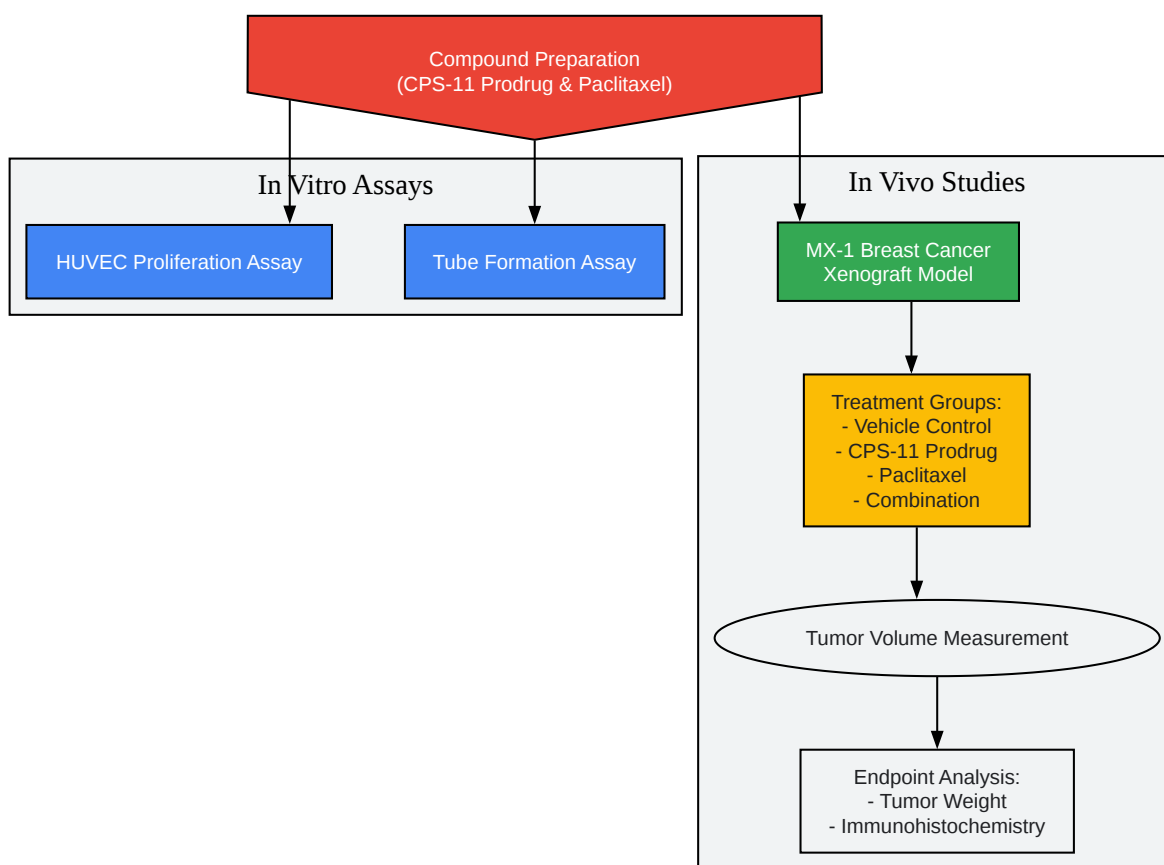 Compound Preparation
(CPS-11 Prodrug & Paclitaxel)
In Vitro Assays
HUVEC Proliferation Assay
Tube Formation Assay
In Vivo Studies
MX-1 Breast Cancer
Xenograft Model
Treatment Groups:
- Vehicle Control
- CPS-11 Prodrug
- Paclitaxel
- Combination
Tumor Volume Measurement
Endpoint Analysis:
- Tumor Weight
- Immunohistochemistry